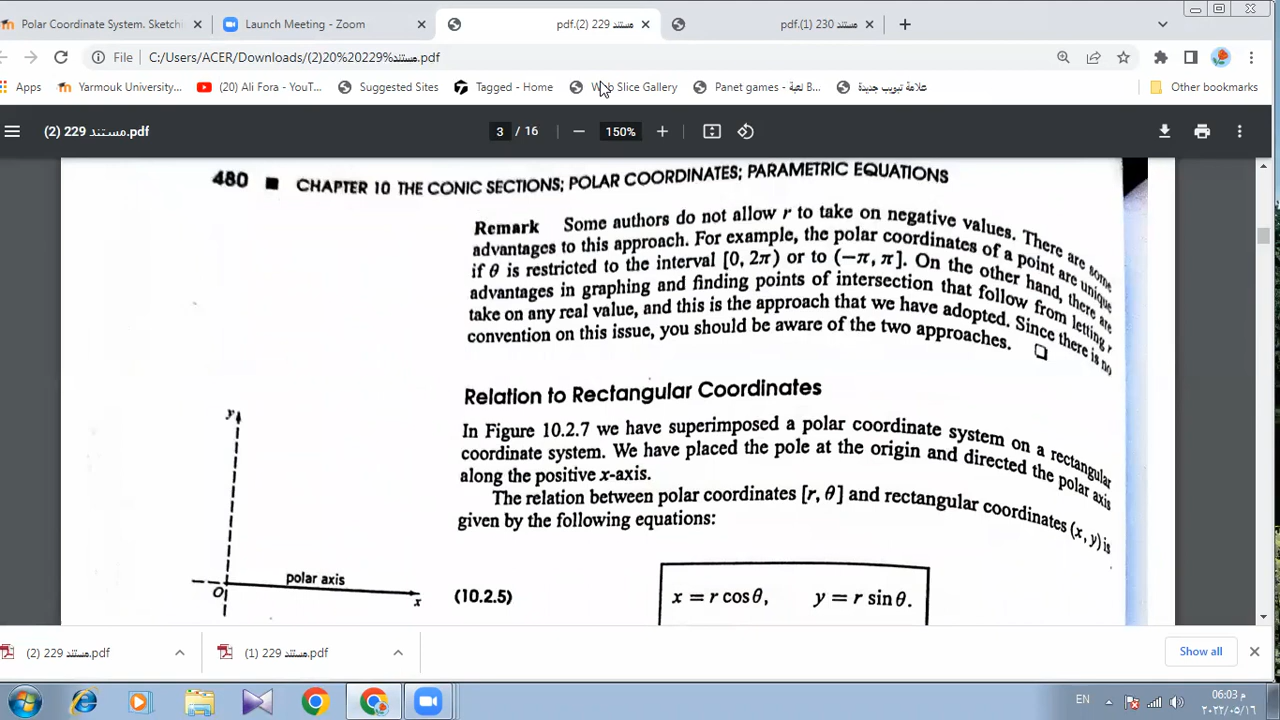 Polar Coordinate System. Sketchi
Launch Meeting - Zoom
مستند 229 (2).pdf
مستند 230 (1).pdf
File C:/Users/ACER/Downloads/(2)20%20229%مستند.pdf
Apps
Yarmouk University...
(20) Ali Fora - YouT...
Suggested Sites
Tagged - Home
Web Slice Gallery
Panet games - لعبة B...
علامة تبويب جديدة
Other bookmarks
(2) 229 مستند.pdf
3 / 16
150%
480 ■ CHAPTER 10 THE CONIC SECTIONS; POLAR COORDINATES; PARAMETRIC EQUATIONS
Remark Some authors do not allow r to take on negative values. There are some
advantages to this approach. For example, the polar coordinates of a point are unique
if θ is restricted to the interval [0, 2π) or to (−π, π]. On the other hand, there are
advantages in graphing and finding points of intersection that follow from letting r
take on any real value, and this is the approach that we have adopted. Since there is no
convention on this issue, you should be aware of the two approaches. □
Relation to Rectangular Coordinates
In Figure 10.2.7 we have superimposed a polar coordinate system on a rectangular
coordinate system. We have placed the pole at the origin and directed the polar axis
along the positive x-axis.
The relation between polar coordinates [r, θ] and rectangular coordinates (x, y) is
given by the following equations:
y
polar axis
O
x
(10.2.5)
x = r cos θ, y = r sin θ.
(2) 229 مستند.pdf
(1) 229 مستند.pdf
Show all
EN
06:03 م
٢٠٢٢/٠٥/١٦